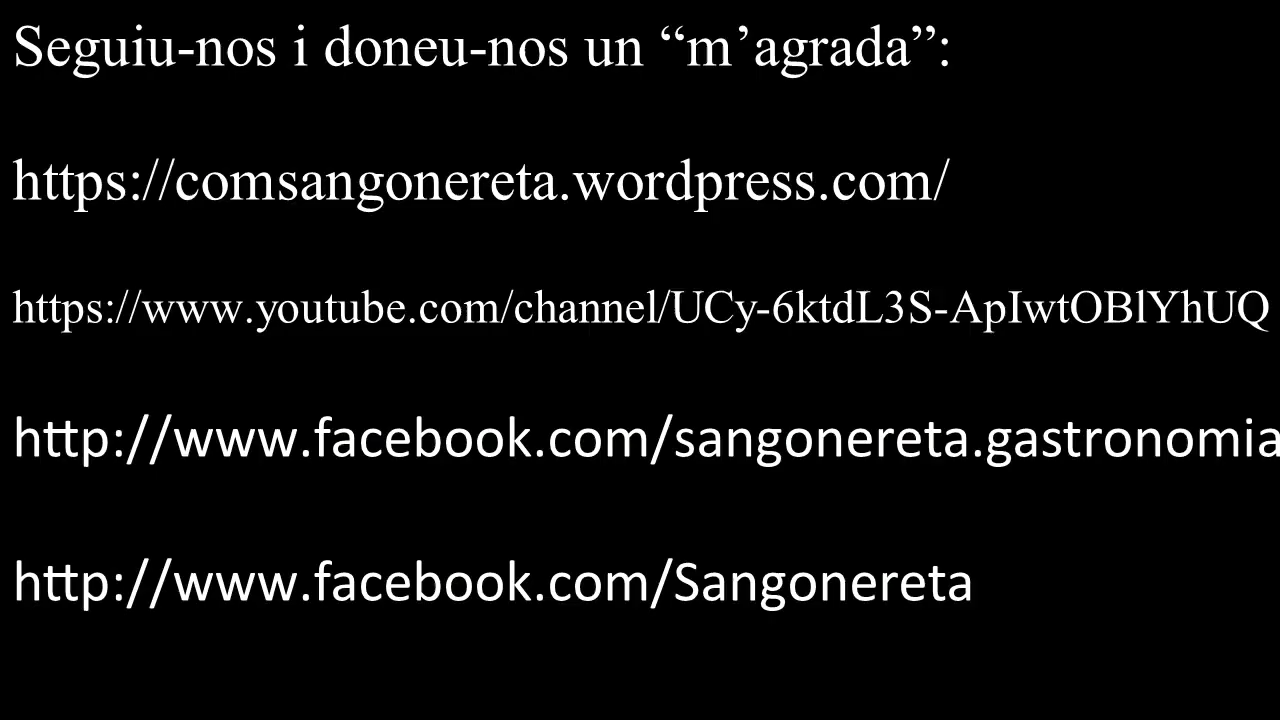 Seguiu-nos i doneu-nos un “m’agrada”:
https://comsangonereta.wordpress.com/
https://www.youtube.com/channel/UCy-6ktdL3S-ApIwtOBlYhUQ
http://www.facebook.com/sangonereta.gastronomia
http://www.facebook.com/Sangonereta